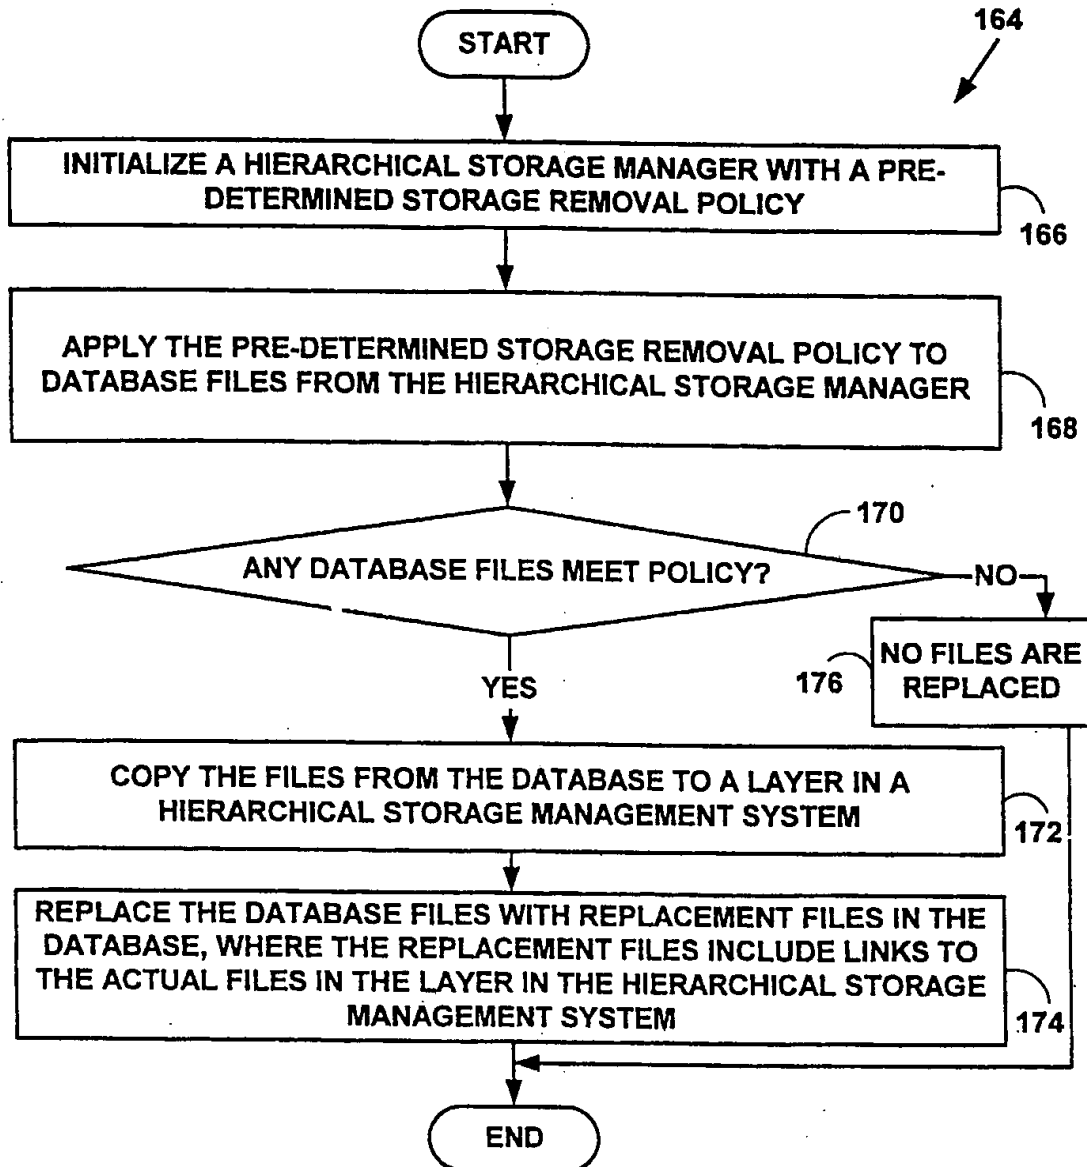 START
164
INITIALIZE A HIERARCHICAL STORAGE MANAGER WITH A PRE-
DETERMINED STORAGE REMOVAL POLICY
166
APPLY THE PRE-DETERMINED STORAGE REMOVAL POLICY TO
DATABASE FILES FROM THE HIERARCHICAL STORAGE MANAGER
168
170
ANY DATABASE FILES MEET POLICY?
NO
NO FILES ARE
REPLACED
176
YES
COPY THE FILES FROM THE DATABASE TO A LAYER IN A
HIERARCHICAL STORAGE MANAGEMENT SYSTEM
172
REPLACE THE DATABASE FILES WITH REPLACEMENT FILES IN THE
DATABASE, WHERE THE REPLACEMENT FILES INCLUDE LINKS TO
THE ACTUAL FILES IN THE LAYER IN THE HIERARCHICAL STORAGE
MANAGEMENT SYSTEM
174
END